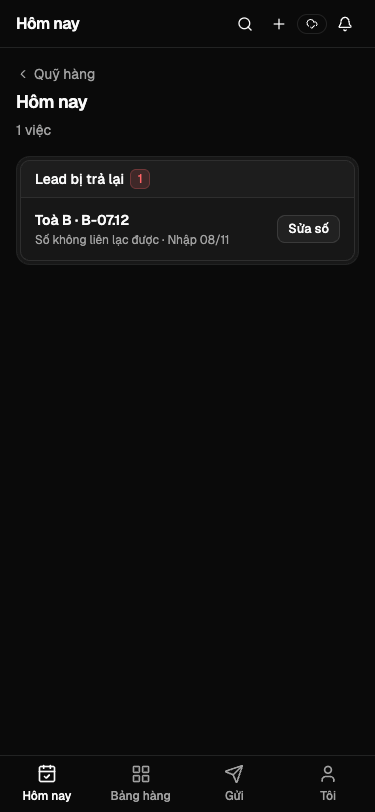 Hôm nay
Quỹ hàng
Hôm nay
1 việc
Lead bị trả lại 1
Toà B · B-07.12
Số không liên lạc được · Nhập 08/11
Sửa số
Hôm nay
Bảng hàng
Gửi
Tôi